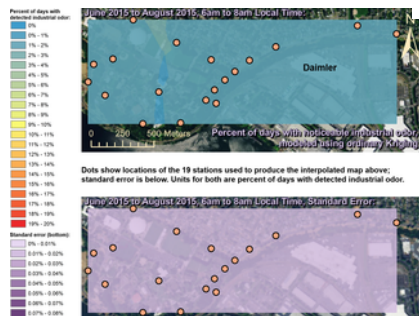 Percent of days with
detected industrial odor:
0%
0% - 1%
1% - 2%
2% - 3%
3% - 4%
4% - 5%
5% - 6%
6% - 7%
7% - 8%
8% - 9%
9% - 10%
10% - 11%
11% - 12%
12% - 13%
13% - 14%
14% - 15%
15% - 16%
16% - 17%
17% - 18%
18% - 19%
19% - 20%
Standard error (bottom):
0% - 0.01%
0.01% - 0.02%
0.02% - 0.03%
0.03% - 0.04%
0.04% - 0.05%
0.05% - 0.06%
0.06% - 0.07%
0.07% - 0.08%
June 2015 to August 2015, 6am to 8am Local Time:
Daimler
0 250 500 Meters
Percent of days with noticeable industrial odor,
modeled using ordinary Kriging
Dots show locations of the 19 stations used to produce the interpolated map above;
standard error is below. Units for both are percent of days with detected industrial odor.
June 2015 to August 2015, 6am to 8am Local Time, Standard Error: